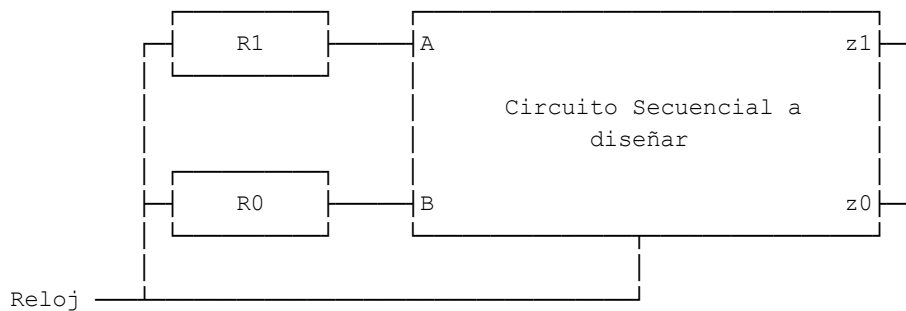 R1
A
z1
Circuito Secuencial a
diseñar
R0
B
z0
Reloj